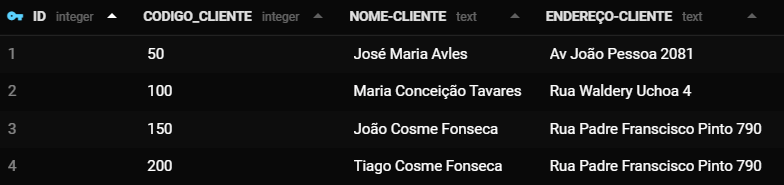 ID integer CODIGO_CLIENTE integer NOME-CLIENTE text ENDEREÇO-CLIENTE text
1 50 José Maria Avles Av João Pessoa 2081
2 100 Maria Conceição Tavares Rua Waldery Uchoa 4
3 150 João Cosme Fonseca Rua Padre Franscisco Pinto 790
4 200 Tiago Cosme Fonseca Rua Padre Franscisco Pinto 790